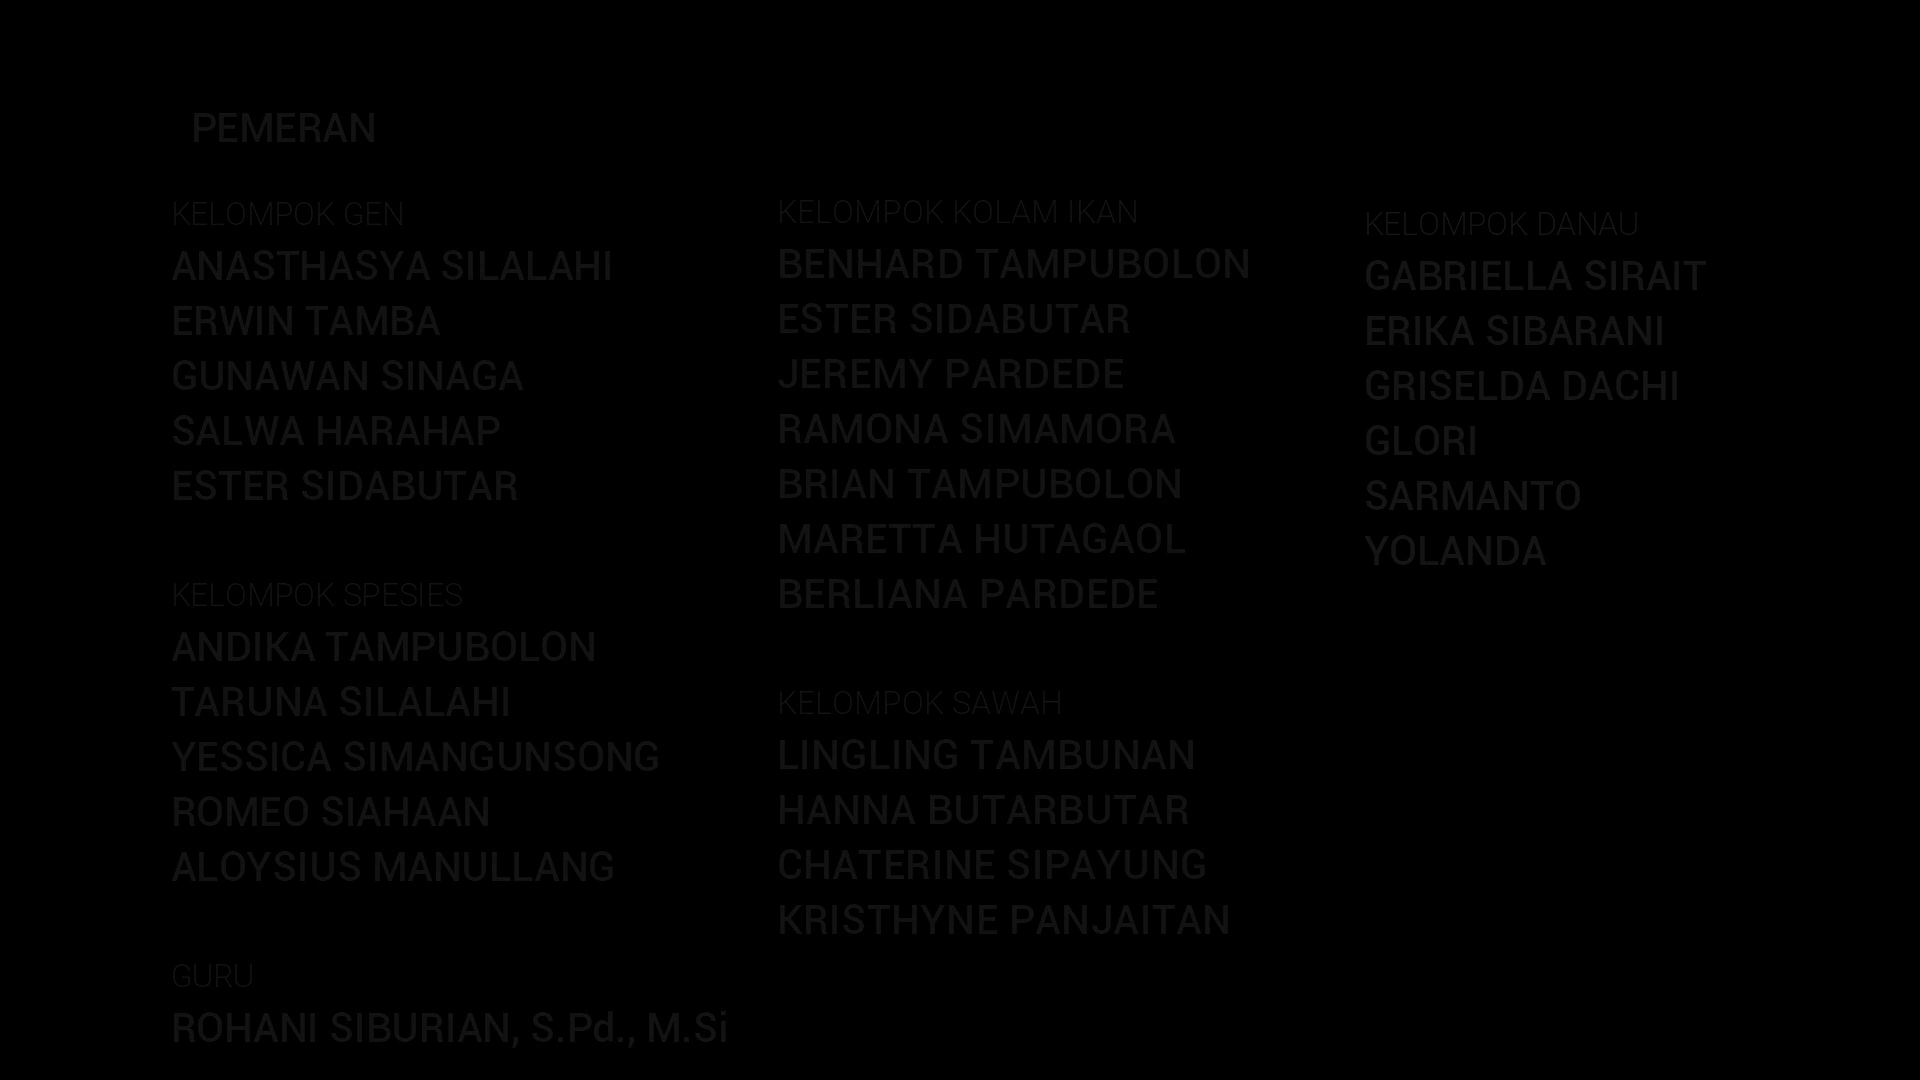 PEMERAN
KELOMPOK GEN
ANASTHASYA SILALAHI
ERWIN TAMBA
GUNAWAN SINAGA
SALWA HARAHAP
ESTER SIDABUTAR
KELOMPOK SPESIES
ANDIKA TAMPUBOLON
TARUNA SILALAHI
YESSICA SIMANGUNSONG
ROMEO SIAHAAN
ALOYSIUS MANULLANG
GURU
ROHANI SIBURIAN, S.Pd., M.Si
KELOMPOK KOLAM IKAN
BENHARD TAMPUBOLON
ESTER SIDABUTAR
JEREMY PARDEDE
RAMONA SIMAMORA
BRIAN TAMPUBOLON
MARETTA HUTAGAOL
BERLIANA PARDEDE
KELOMPOK SAWAH
LINGLING TAMBUNAN
HANNA BUTARBUTAR
CHATERINE SIPAYUNG
KRISTHYNE PANJAITAN
KELOMPOK DANAU
GABRIELLA SIRAIT
ERIKA SIBARANI
GRISELDA DACHI
GLORI
SARMANTO
YOLANDA